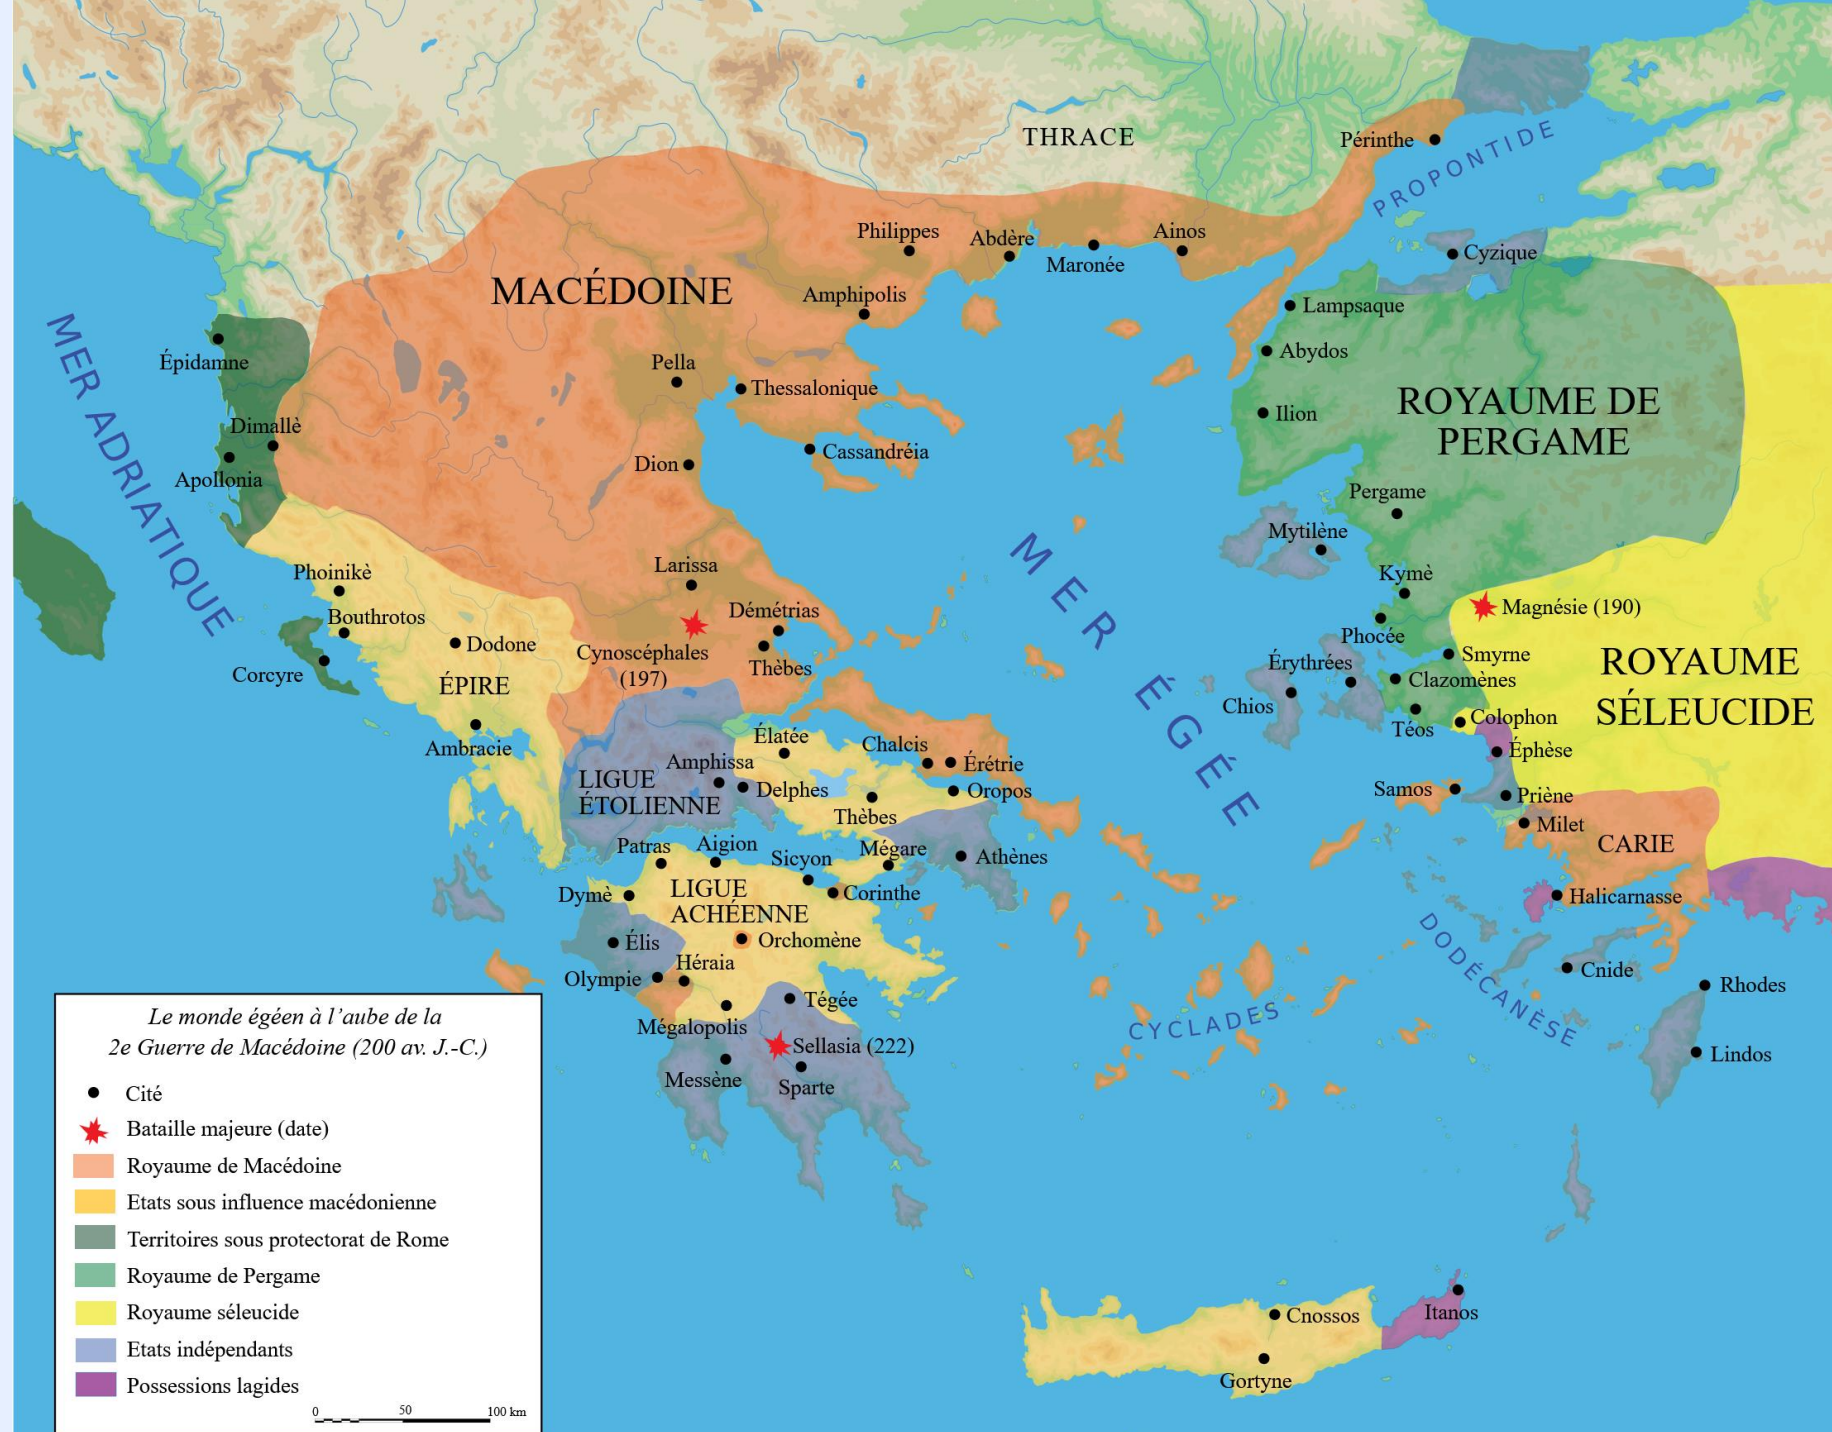 THRACE
Périnthe
PROPONTIDE
Philippes
Abdère
Ainos
Maronée
Cyzique
MACÉDOINE
Amphipolis
Lampsaque
MER ADRIATIQUE
Épidamne
Pella
Abydos
Thessalonique
ROYAUME DE
PERGAME
Ilion
Dimallè
Cassandréia
Dion
Apollonia
Pergame
Mytilène
MER ÉGÉE
Larissa
Phoinikè
Kymè
Démétrias
Magnésie (190)
Bouthrotos
Phocée
Dodone
Cynoscéphales
(197)
Thèbes
Smyrne
Érythrées
ROYAUME
SÉLEUCIDE
Corcyre
ÉPIRE
Clazomènes
Chios
Colophon
Téos
Ambracie
Élatée
Chalcis
Érétrie
Éphèse
Amphissa
LIGUE
ÉTOLIENNE
Delphes
Oropos
Samos
Priène
Thèbes
Milet
CARIE
Patras
Aigion
Sicyon
Mégare
Athènes
Dymè
LIGUE
ACHÉENNE
Corinthe
Halicarnasse
Élis
Orchomène
DODÉCANÈSE
Héraia
Olympie
Cnide
Rhodes
Tégée
Mégalopolis
CYCLADES
Sellasia (222)
Lindos
Messène
Sparte
Itanos
Cnossos
Gortyne
Le monde égéen à l’aube de la
2e Guerre de Macédoine (200 av. J.-C.)
Cité
Bataille majeure (date)
Royaume de Macédoine
Etats sous influence macédonienne
Territoires sous protectorat de Rome
Royaume de Pergame
Royaume séleucide
Etats indépendants
Possessions lagides
0 50 100 km